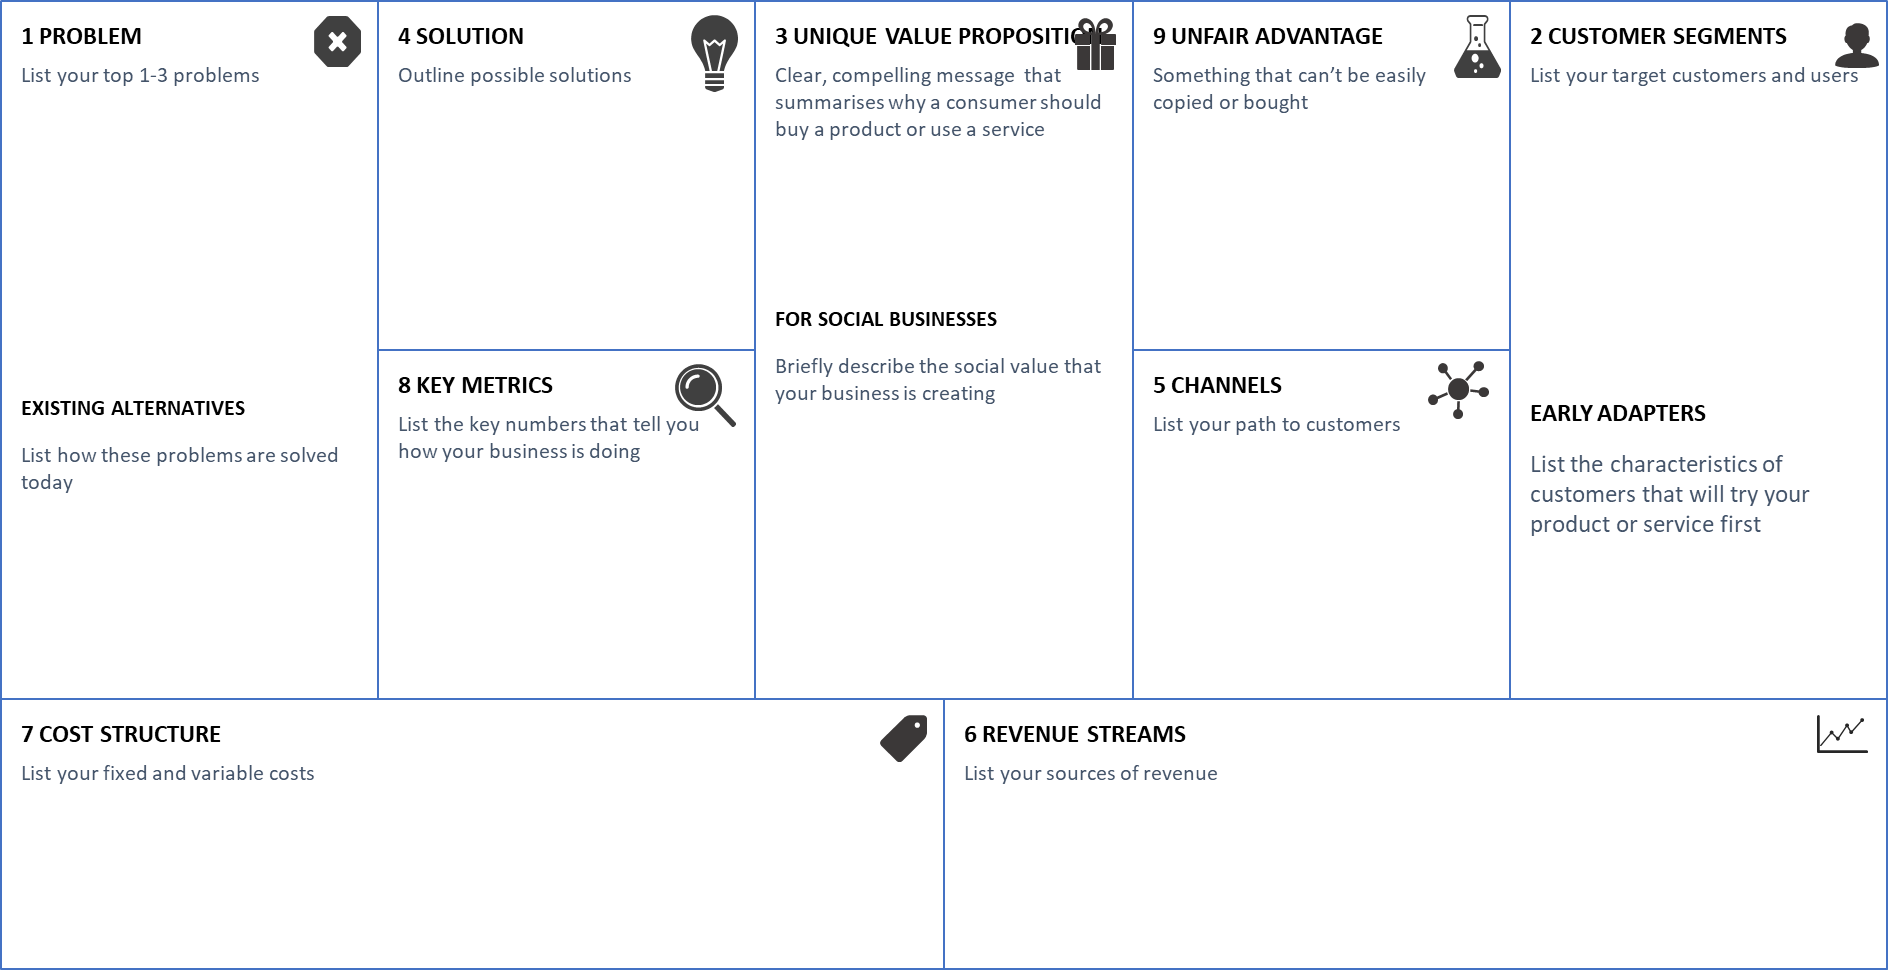 1 PROBLEM
List your top 1-3 problems
EXISTING ALTERNATIVES
List how these problems are solved
today
4 SOLUTION
Outline possible solutions
8 KEY METRICS
List the key numbers that tell you
how your business is doing
3 UNIQUE VALUE PROPOSITION
Clear, compelling message that
summarises why a consumer should
buy a product or use a service
FOR SOCIAL BUSINESSES
Briefly describe the social value that
your business is creating
9 UNFAIR ADVANTAGE
Something that can’t be easily
copied or bought
5 CHANNELS
List your path to customers
2 CUSTOMER SEGMENTS
List your target customers and users
EARLY ADAPTERS
List the characteristics of
customers that will try your
product or service first
7 COST STRUCTURE
List your fixed and variable costs
6 REVENUE STREAMS
List your sources of revenue